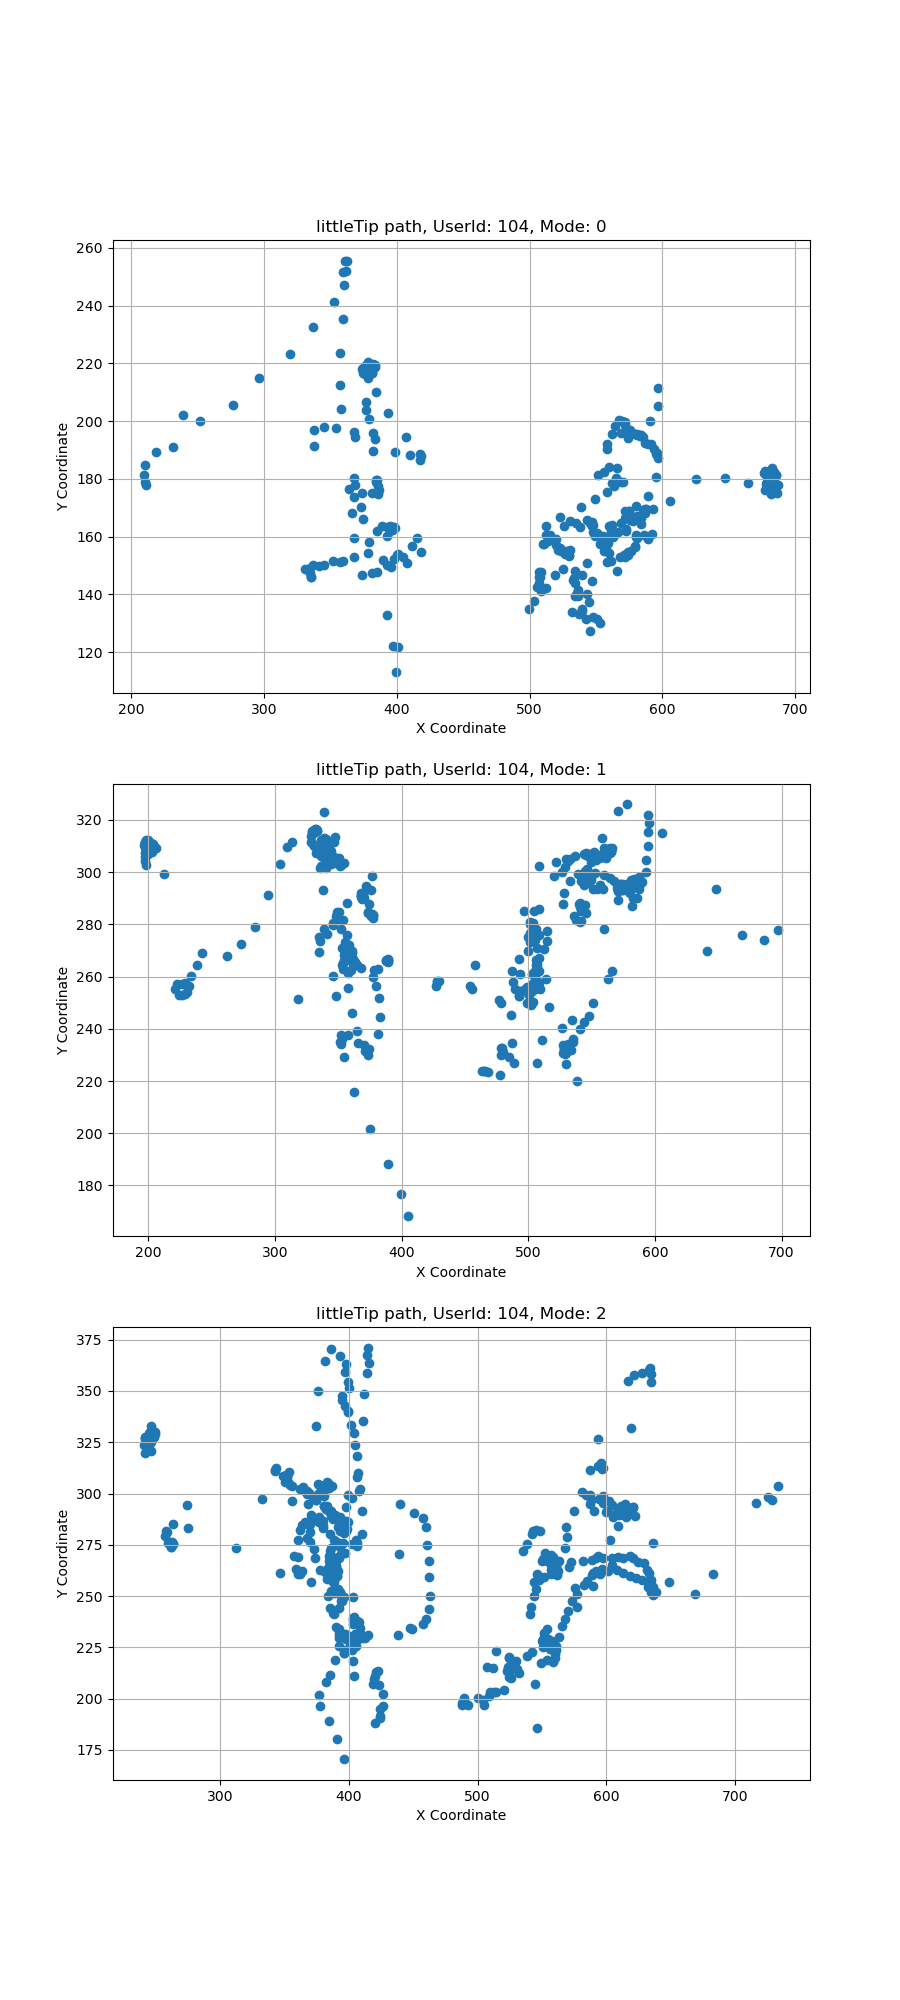 littleTip path, UserId: 104, Mode: 0
260
240
220
200
180
160
140
120
Y Coordinate
200 300 400 500 600 700
X Coordinate
littleTip path, UserId: 104, Mode: 1
320
300
280
260
240
220
200
180
Y Coordinate
200 300 400 500 600 700
X Coordinate
littleTip path, UserId: 104, Mode: 2
375
350
325
300
275
250
225
200
175
Y Coordinate
300 400 500 600 700
X Coordinate